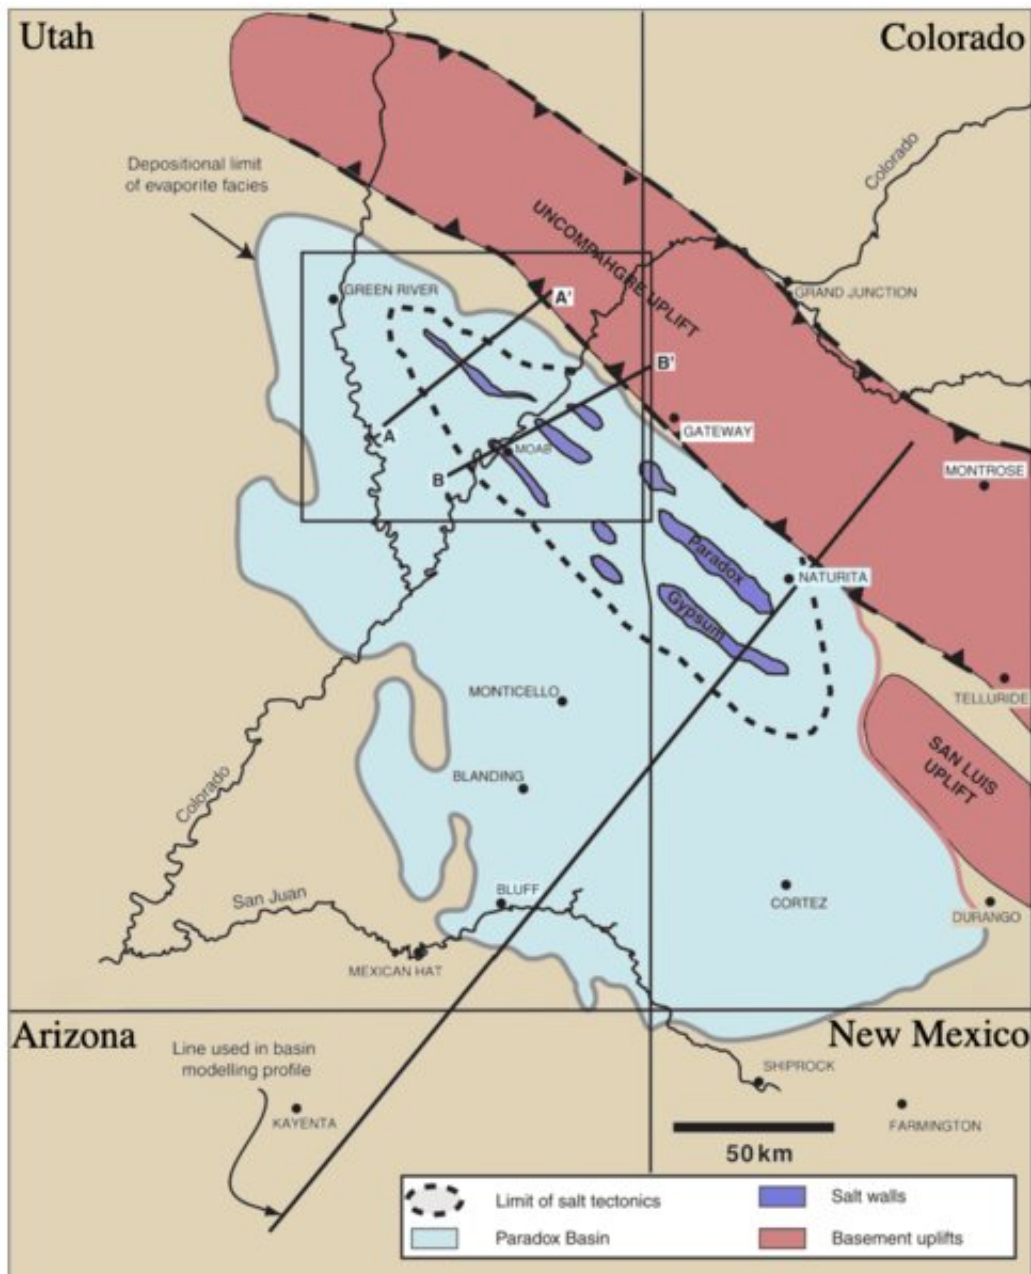 Utah
Colorado
Depositional limit
of evaporite facies
Colorado
UNCOMPAHGRE UPLIFT
GREEN RIVER
A'
GRAND JUNCTION
B'
A
GATEWAY
B
MOAB
MONTROSE
Paradox
NATURITA
Gypsum
MONTICELLO
TELLURIDE
SAN LUIS
UPLIFT
BLANDING
Colorado
San Juan
BLUFF
CORTEZ
DURANGO
MEXICAN HAT
Arizona
New Mexico
Line used in basin
modelling profile
SHIPROCK
KAYENTA
FARMINGTON
50 km
Limit of salt tectonics
Salt walls
Paradox Basin
Basement uplifts